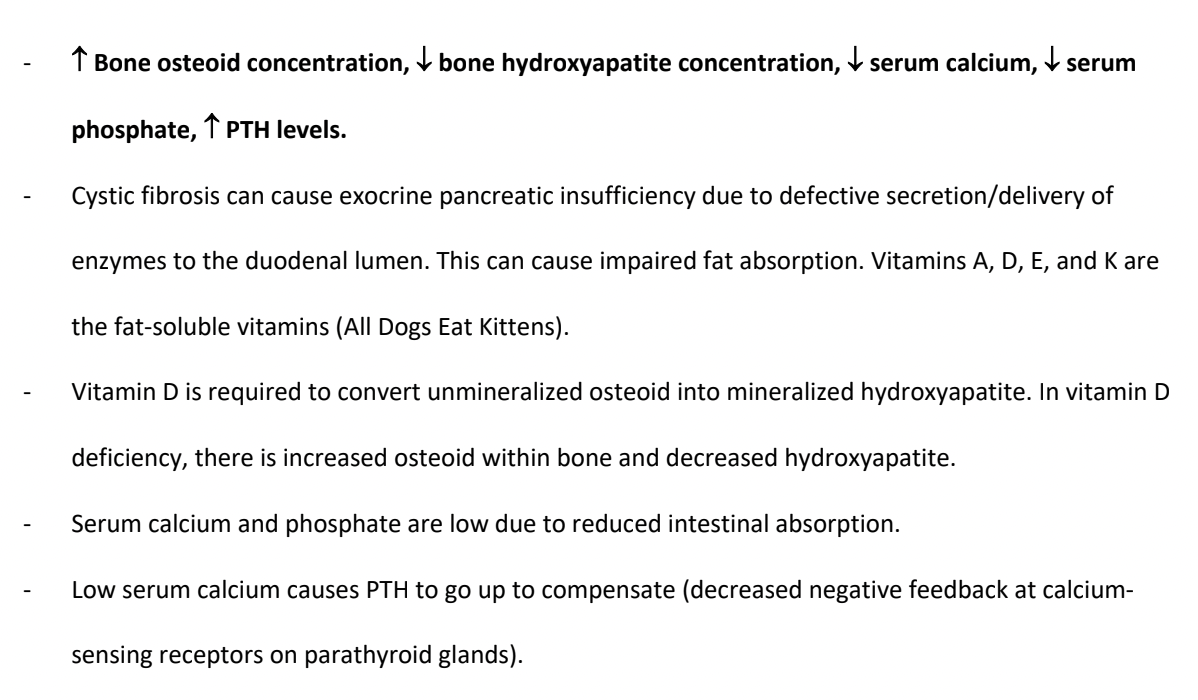 - ↑ Bone osteoid concentration, ↓ bone hydroxyapatite concentration, ↓ serum calcium, ↓ serum
phosphate, ↑ PTH levels.
- Cystic fibrosis can cause exocrine pancreatic insufficiency due to defective secretion/delivery of
enzymes to the duodenal lumen. This can cause impaired fat absorption. Vitamins A, D, E, and K are
the fat-soluble vitamins (All Dogs Eat Kittens).
- Vitamin D is required to convert unmineralized osteoid into mineralized hydroxyapatite. In vitamin D
deficiency, there is increased osteoid within bone and decreased hydroxyapatite.
- Serum calcium and phosphate are low due to reduced intestinal absorption.
- Low serum calcium causes PTH to go up to compensate (decreased negative feedback at calcium-
sensing receptors on parathyroid glands).